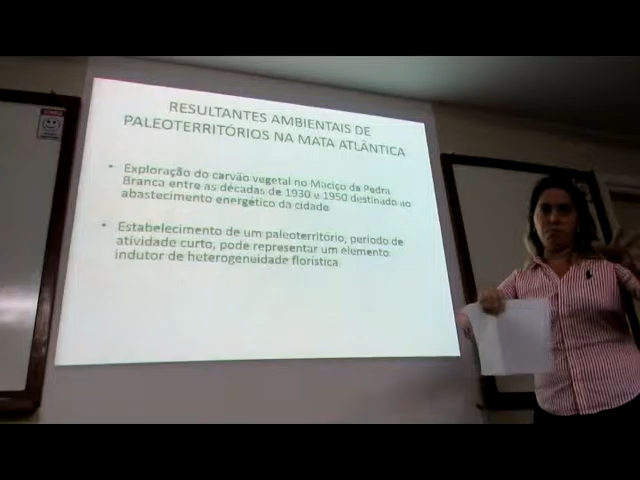 RESULTANTES AMBIENTAIS DE
PALEOTERRITÓRIOS NA MATA ATLÂNTICA
• Exploração do carvão vegetal no Maciço da Pedra
Branca entre as décadas de 1930 e 1950 destinado ao
abastecimento energético da cidade
• Estabelecimento de um paleoterritório, período de
atividade curto, pode representar um elemento
indutor de heterogeneidade florística